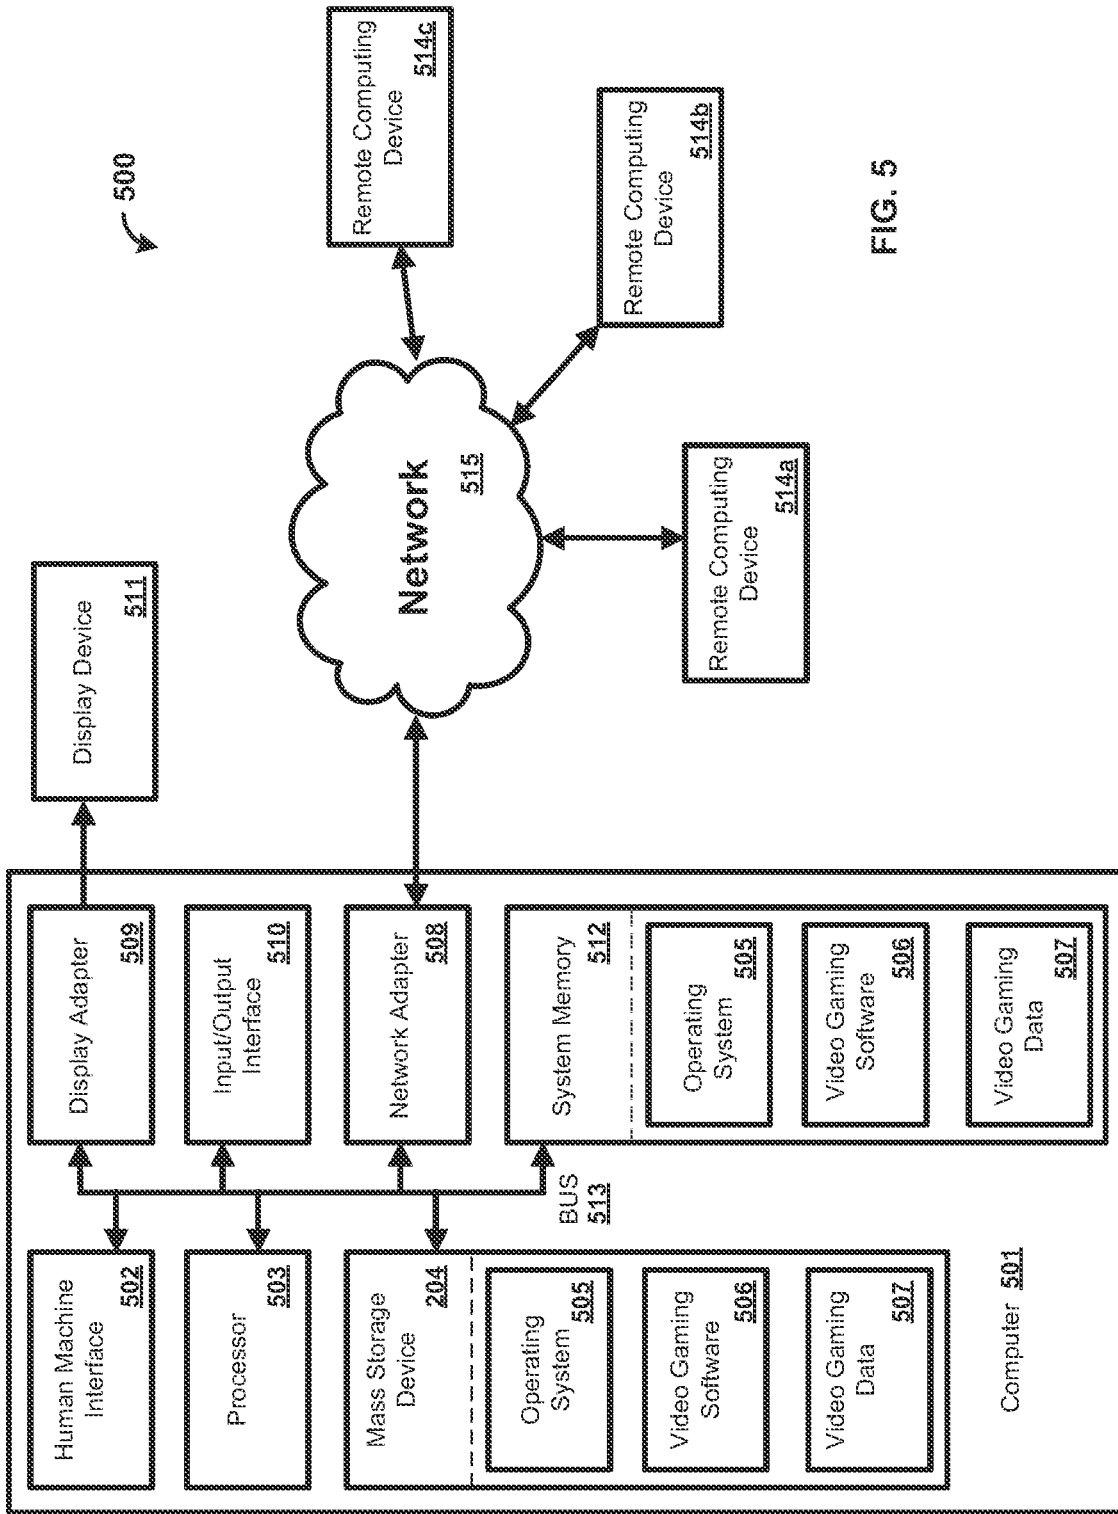 500
Human Machine
Interface
502
Processor
503
Mass Storage
Device
204
Operating
System
505
Video Gaming
Software
506
Video Gaming
Data
507
Computer 501
BUS
513
Display Adapter
509
Input/Output
Interface
510
Network Adapter
508
System Memory
512
Operating
System
505
Video Gaming
Software
506
Video Gaming
Data
507
Display Device
511
Network
515
Remote Computing
Device
514a
Remote Computing
Device
514b
Remote Computing
Device
514c
FIG. 5